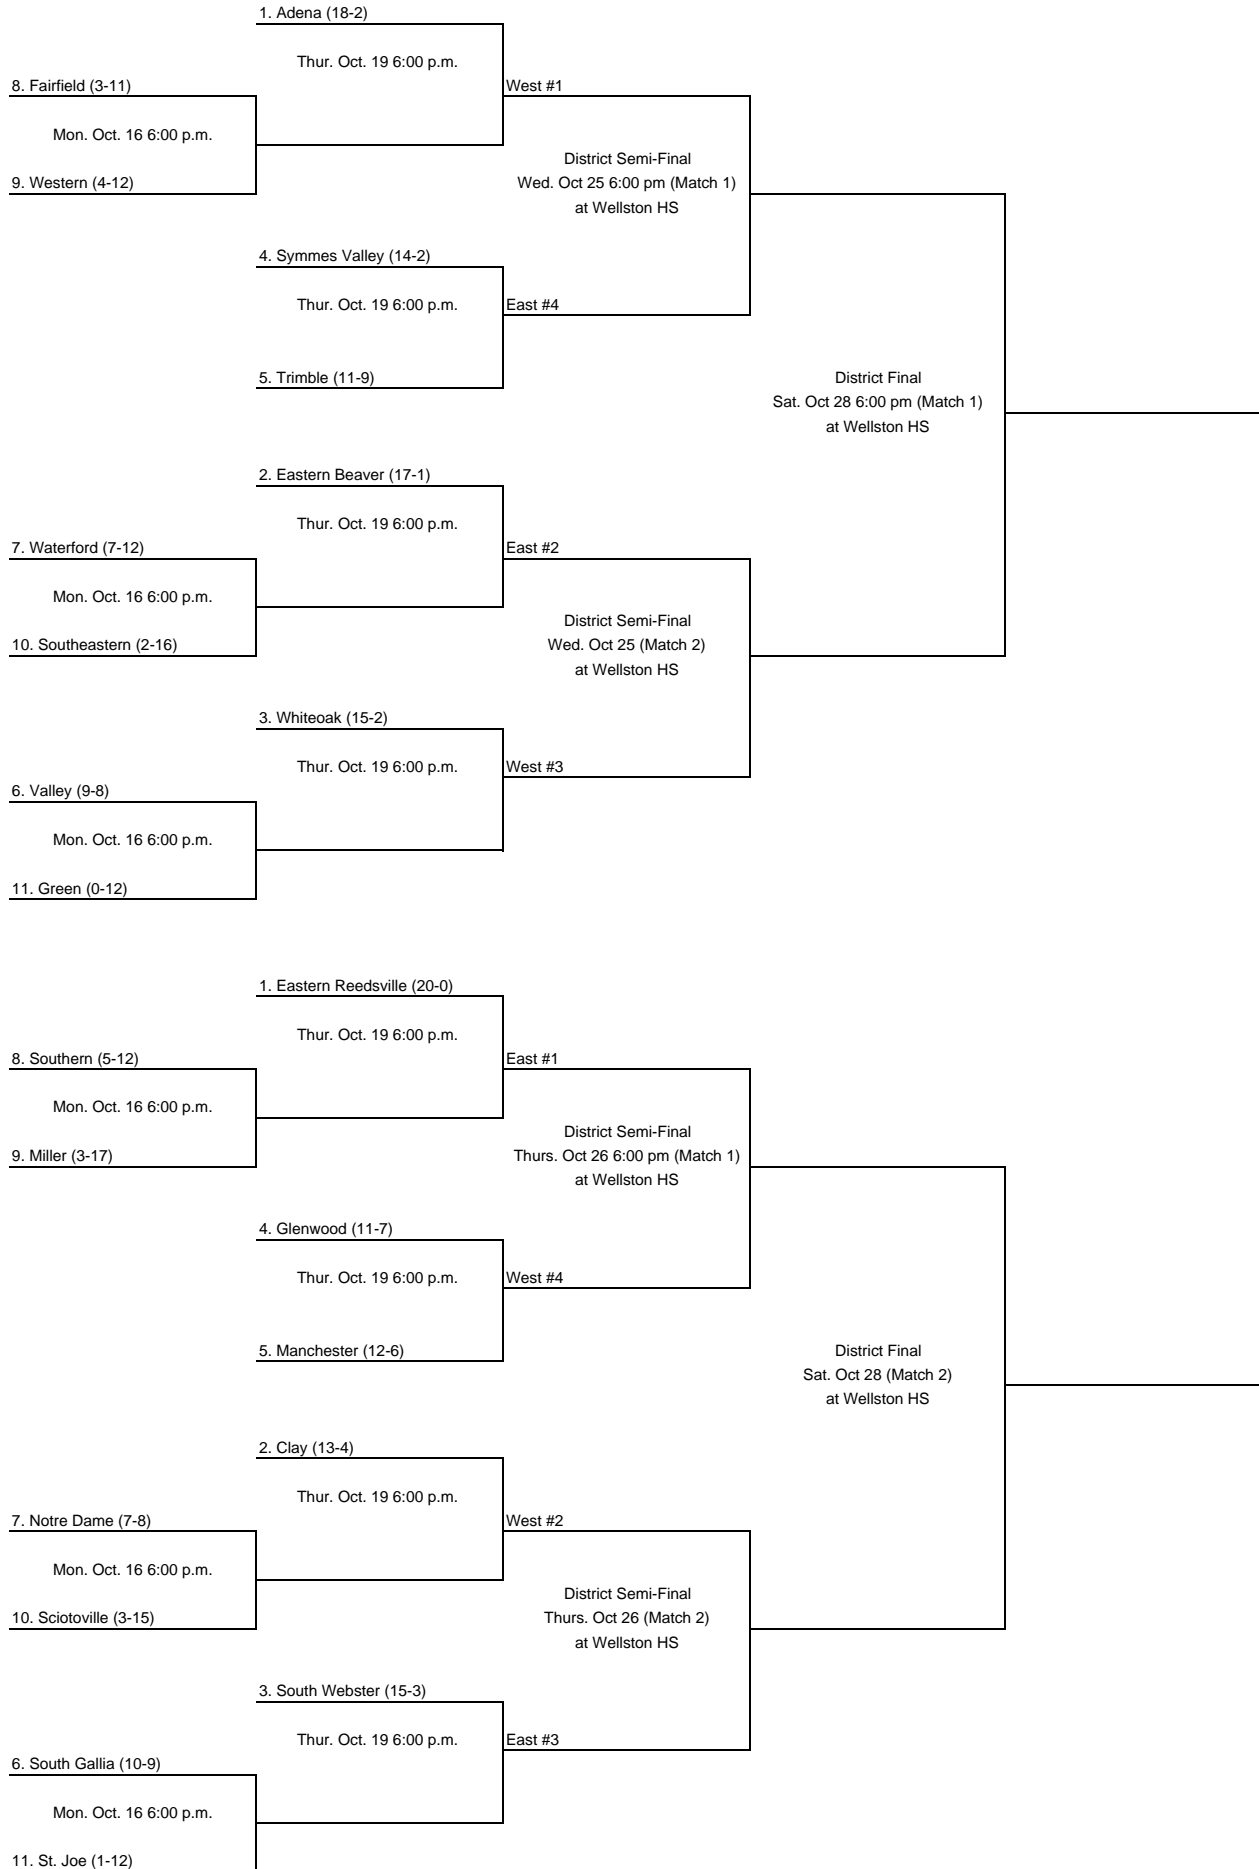 1. Adena (18-2)
Thur. Oct. 19 6:00 p.m.
8. Fairfield (3-11)
West #1
Mon. Oct. 16 6:00 p.m.
District Semi-Final
9. Western (4-12)
Wed. Oct 25 6:00 pm (Match 1)
at Wellston HS
4. Symmes Valley (14-2)
Thur. Oct. 19 6:00 p.m.
East #4
5. Trimble (11-9)
District Final
Sat. Oct 28 6:00 pm (Match 1)
at Wellston HS
2. Eastern Beaver (17-1)
Thur. Oct. 19 6:00 p.m.
7. Waterford (7-12)
East #2
Mon. Oct. 16 6:00 p.m.
District Semi-Final
10. Southeastern (2-16)
Wed. Oct 25 (Match 2)
at Wellston HS
3. Whiteoak (15-2)
Thur. Oct. 19 6:00 p.m.
West #3
6. Valley (9-8)
Mon. Oct. 16 6:00 p.m.
11. Green (0-12)
1. Eastern Reedsville (20-0)
Thur. Oct. 19 6:00 p.m.
8. Southern (5-12)
East #1
Mon. Oct. 16 6:00 p.m.
District Semi-Final
9. Miller (3-17)
Thurs. Oct 26 6:00 pm (Match 1)
at Wellston HS
4. Glenwood (11-7)
Thur. Oct. 19 6:00 p.m.
West #4
5. Manchester (12-6)
District Final
Sat. Oct 28 (Match 2)
at Wellston HS
2. Clay (13-4)
Thur. Oct. 19 6:00 p.m.
7. Notre Dame (7-8)
West #2
Mon. Oct. 16 6:00 p.m.
District Semi-Final
10. Sciotoville (3-15)
Thurs. Oct 26 (Match 2)
at Wellston HS
3. South Webster (15-3)
Thur. Oct. 19 6:00 p.m.
East #3
6. South Gallia (10-9)
Mon. Oct. 16 6:00 p.m.
11. St. Joe (1-12)